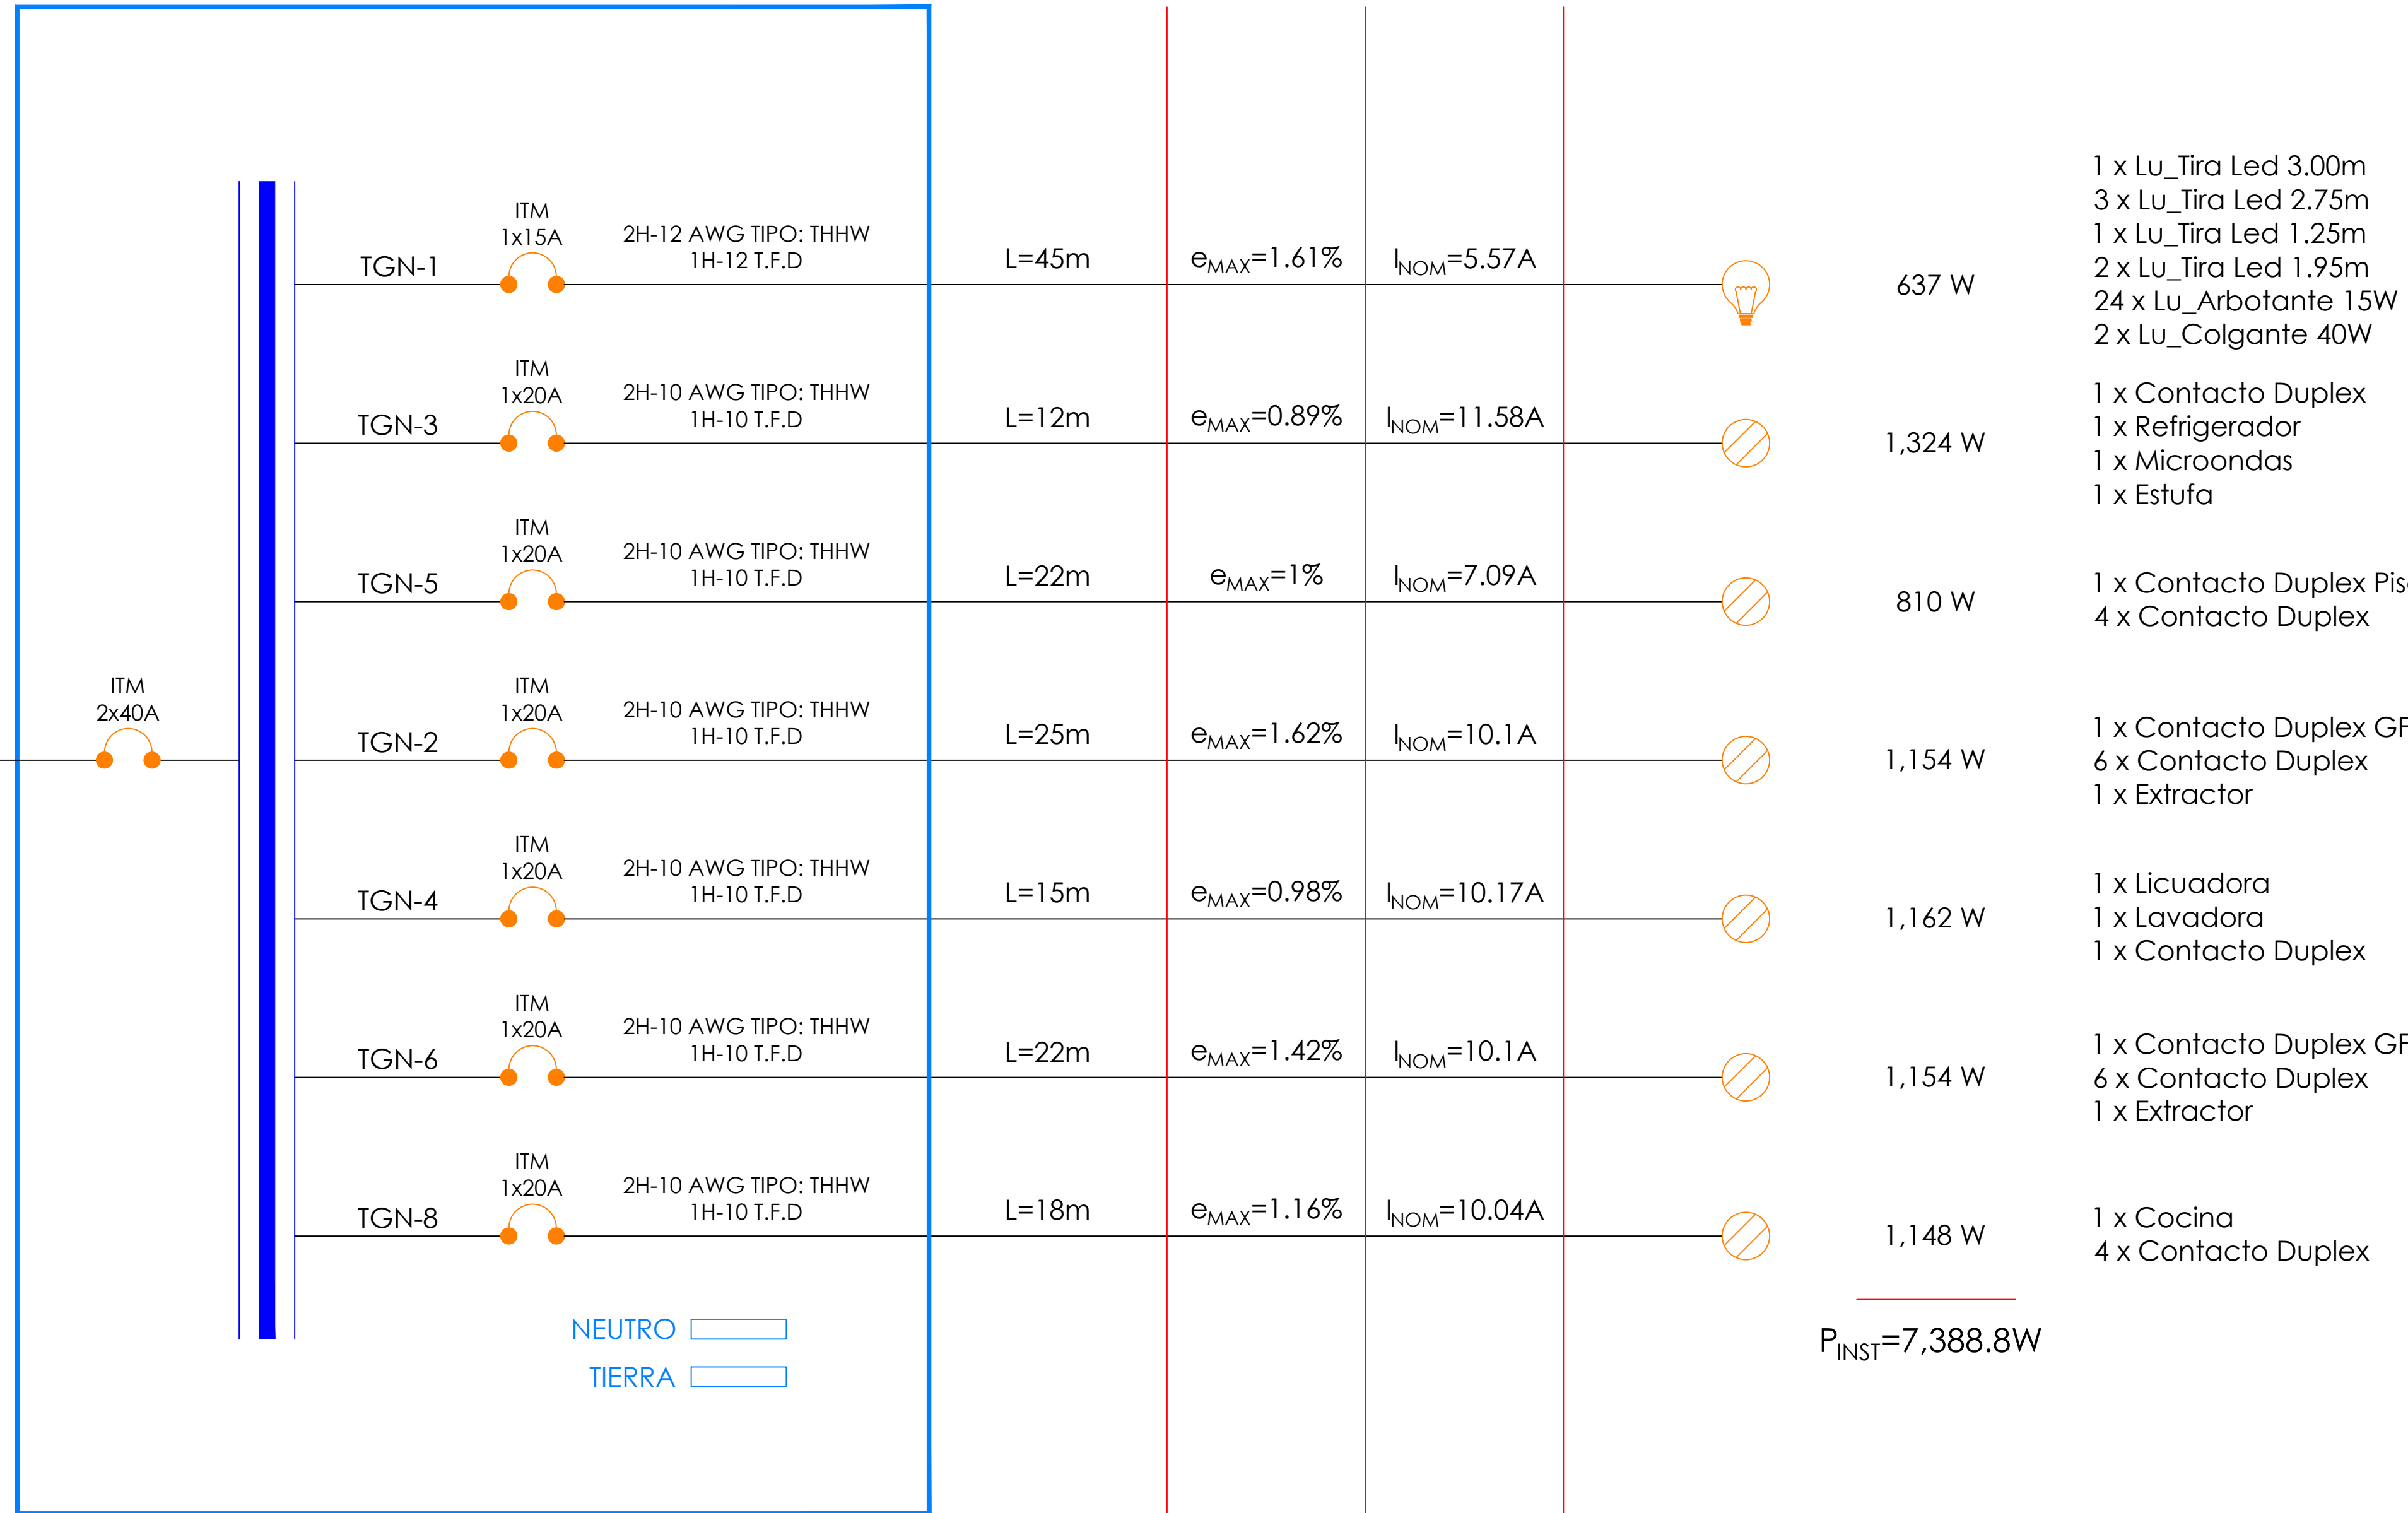 ITM
2x40A
TGN-1
ITM
1x15A
2H-12 AWG TIPO: THHW
1H-12 T.F.D
L=45m
eMAX=1.61%
INOM=5.57A
637 W
1 x Lu_Tira Led 3.00m
3 x Lu_Tira Led 2.75m
1 x Lu_Tira Led 1.25m
2 x Lu_Tira Led 1.95m
24 x Lu_Arbotante 15W
2 x Lu_Colgante 40W
TGN-3
ITM
1x20A
2H-10 AWG TIPO: THHW
1H-10 T.F.D
L=12m
eMAX=0.89%
INOM=11.58A
1,324 W
1 x Contacto Duplex
1 x Refrigerador
1 x Microondas
1 x Estufa
TGN-5
ITM
1x20A
2H-10 AWG TIPO: THHW
1H-10 T.F.D
L=22m
eMAX=1%
INOM=7.09A
810 W
1 x Contacto Duplex
4 x Contacto Duplex
TGN-2
ITM
1x20A
2H-10 AWG TIPO: THHW
1H-10 T.F.D
L=25m
eMAX=1.62%
INOM=10.1A
1,154 W
1 x Contacto Duplex
6 x Contacto Duplex
1 x Extractor
TGN-4
ITM
1x20A
2H-10 AWG TIPO: THHW
1H-10 T.F.D
L=15m
eMAX=0.98%
INOM=10.17A
1,162 W
1 x Licuadora
1 x Lavadora
1 x Contacto Duplex
TGN-6
ITM
1x20A
2H-10 AWG TIPO: THHW
1H-10 T.F.D
L=22m
eMAX=1.42%
INOM=10.1A
1,154 W
1 x Contacto Duplex
6 x Contacto Duplex
1 x Extractor
TGN-8
ITM
1x20A
2H-10 AWG TIPO: THHW
1H-10 T.F.D
L=18m
eMAX=1.16%
INOM=10.04A
1,148 W
1 x Cocina
4 x Contacto Duplex
NEUTRO
TIERRA
PINST=7,388.8W